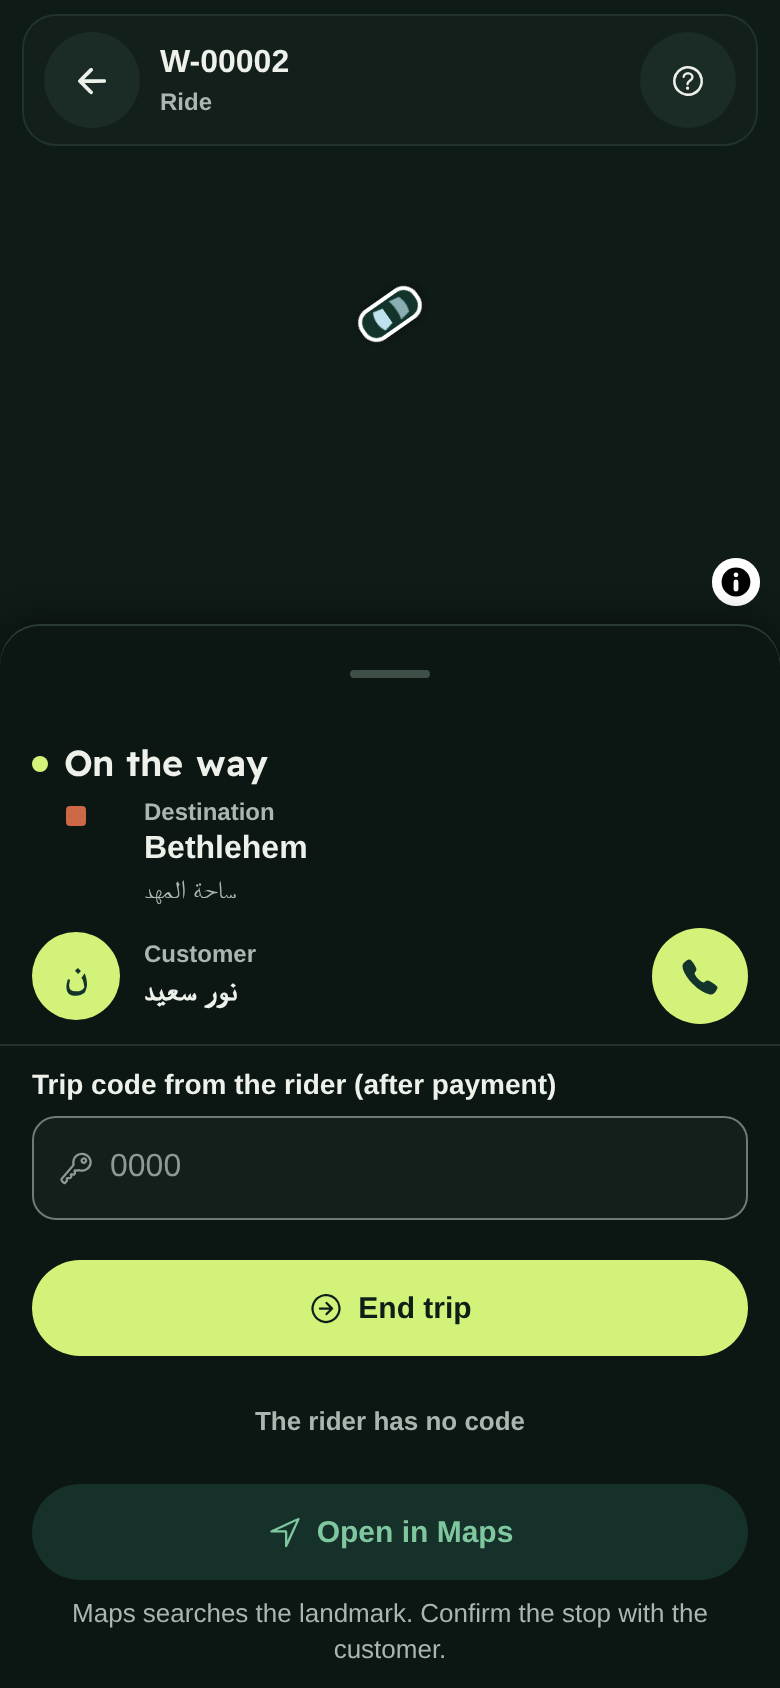 W-00002
Ride
On the way
Destination
Bethlehem
ساحة المهد
Customer
ن
نور سعيد
Trip code from the rider (after payment)
0000
End trip
The rider has no code
Open in Maps
Maps searches the landmark. Confirm the stop with the
customer.